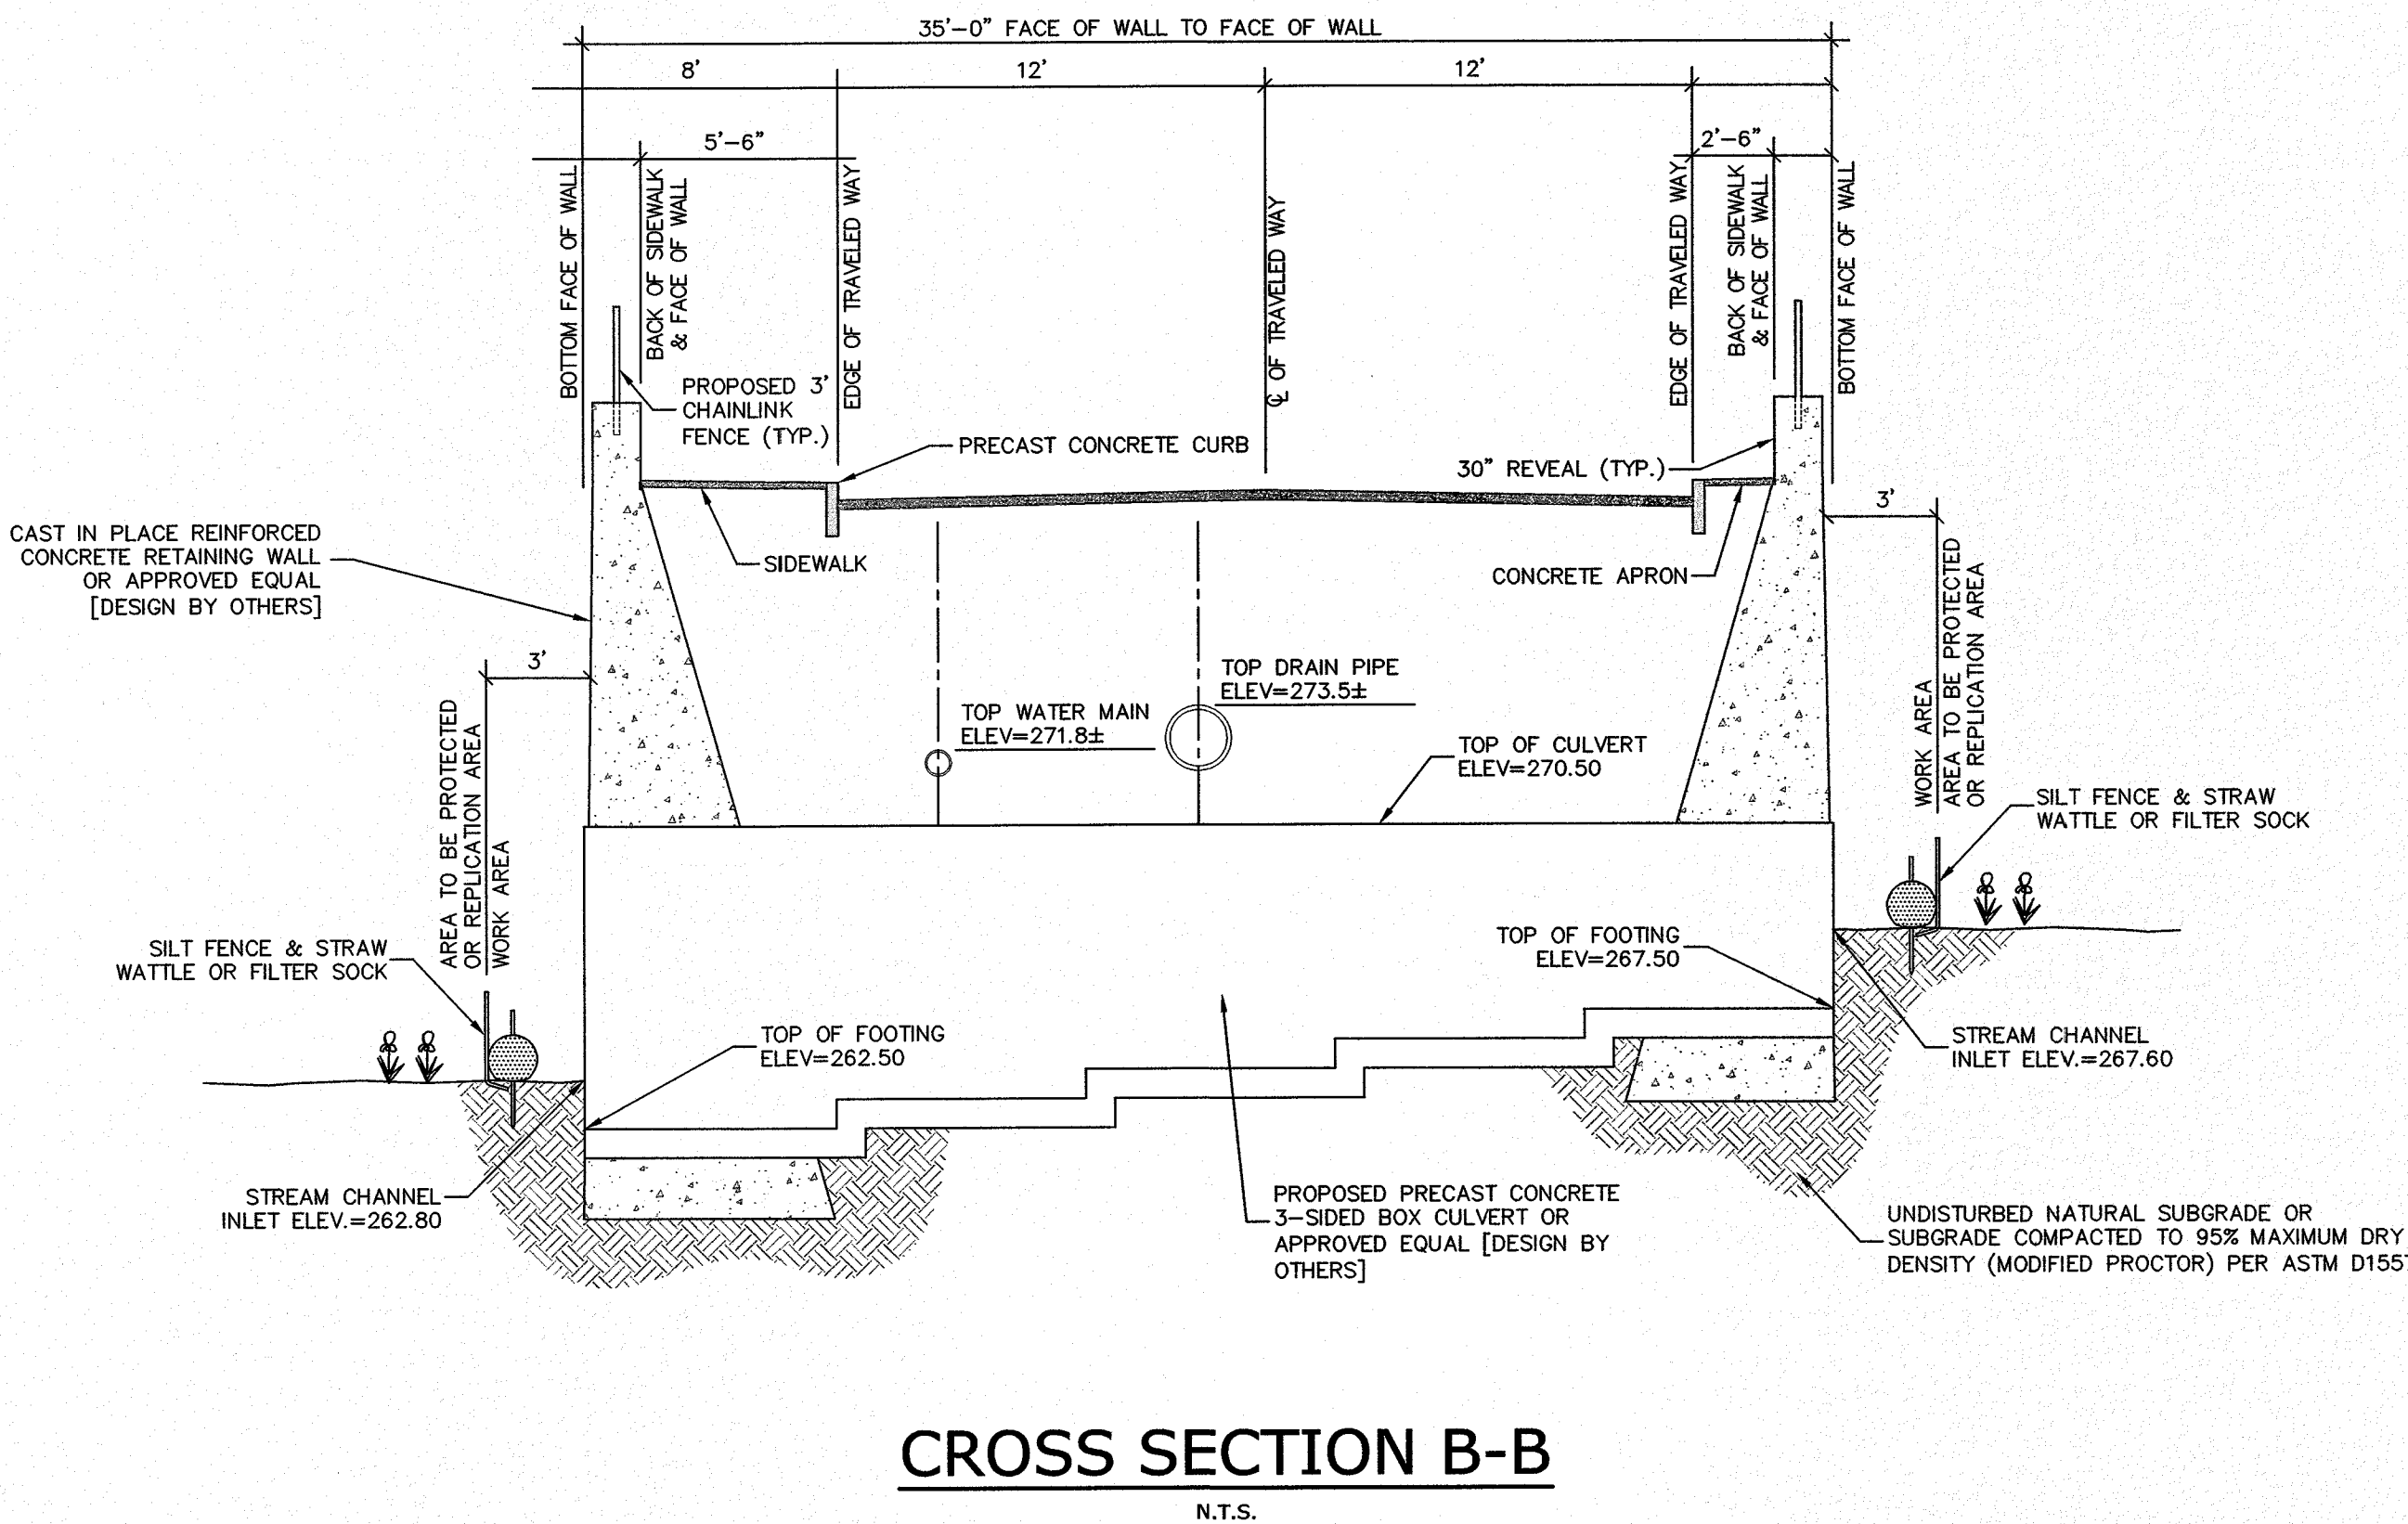 35'-0" FACE OF WALL TO FACE OF WALL
8'
12'
12'
5'-6"
2'-6"
BOTTOM FACE OF WALL
BACK OF SIDEWALK
& FACE OF WALL
EDGE OF TRAVELED WAY
℄ OF TRAVELED WAY
EDGE OF TRAVELED WAY
BACK OF SIDEWALK
& FACE OF WALL
BOTTOM FACE OF WALL
PROPOSED 3'
CHAINLINK
FENCE (TYP.)
PRECAST CONCRETE CURB
30" REVEAL (TYP.)
CAST IN PLACE REINFORCED
CONCRETE RETAINING WALL
OR APPROVED EQUAL
[DESIGN BY OTHERS]
SIDEWALK
CONCRETE APRON
3'
3'
WORK AREA
AREA TO BE PROTECTED
OR REPLICATION AREA
TOP DRAIN PIPE
ELEV=273.5±
TOP WATER MAIN
ELEV=271.8±
TOP OF CULVERT
ELEV=270.50
AREA TO BE PROTECTED
OR REPLICATION AREA
WORK AREA
SILT FENCE & STRAW
WATTLE OR FILTER SOCK
SILT FENCE & STRAW
WATTLE OR FILTER SOCK
TOP OF FOOTING
ELEV=267.50
TOP OF FOOTING
ELEV=262.50
STREAM CHANNEL
INLET ELEV.=267.60
STREAM CHANNEL
INLET ELEV.=262.80
PROPOSED PRECAST CONCRETE
3-SIDED BOX CULVERT OR
APPROVED EQUAL [DESIGN BY
OTHERS]
UNDISTURBED NATURAL SUBGRADE OR
SUBGRADE COMPACTED TO 95% MAXIMUM DRY
DENSITY (MODIFIED PROCTOR) PER ASTM D155
CROSS SECTION B-B
N.T.S.